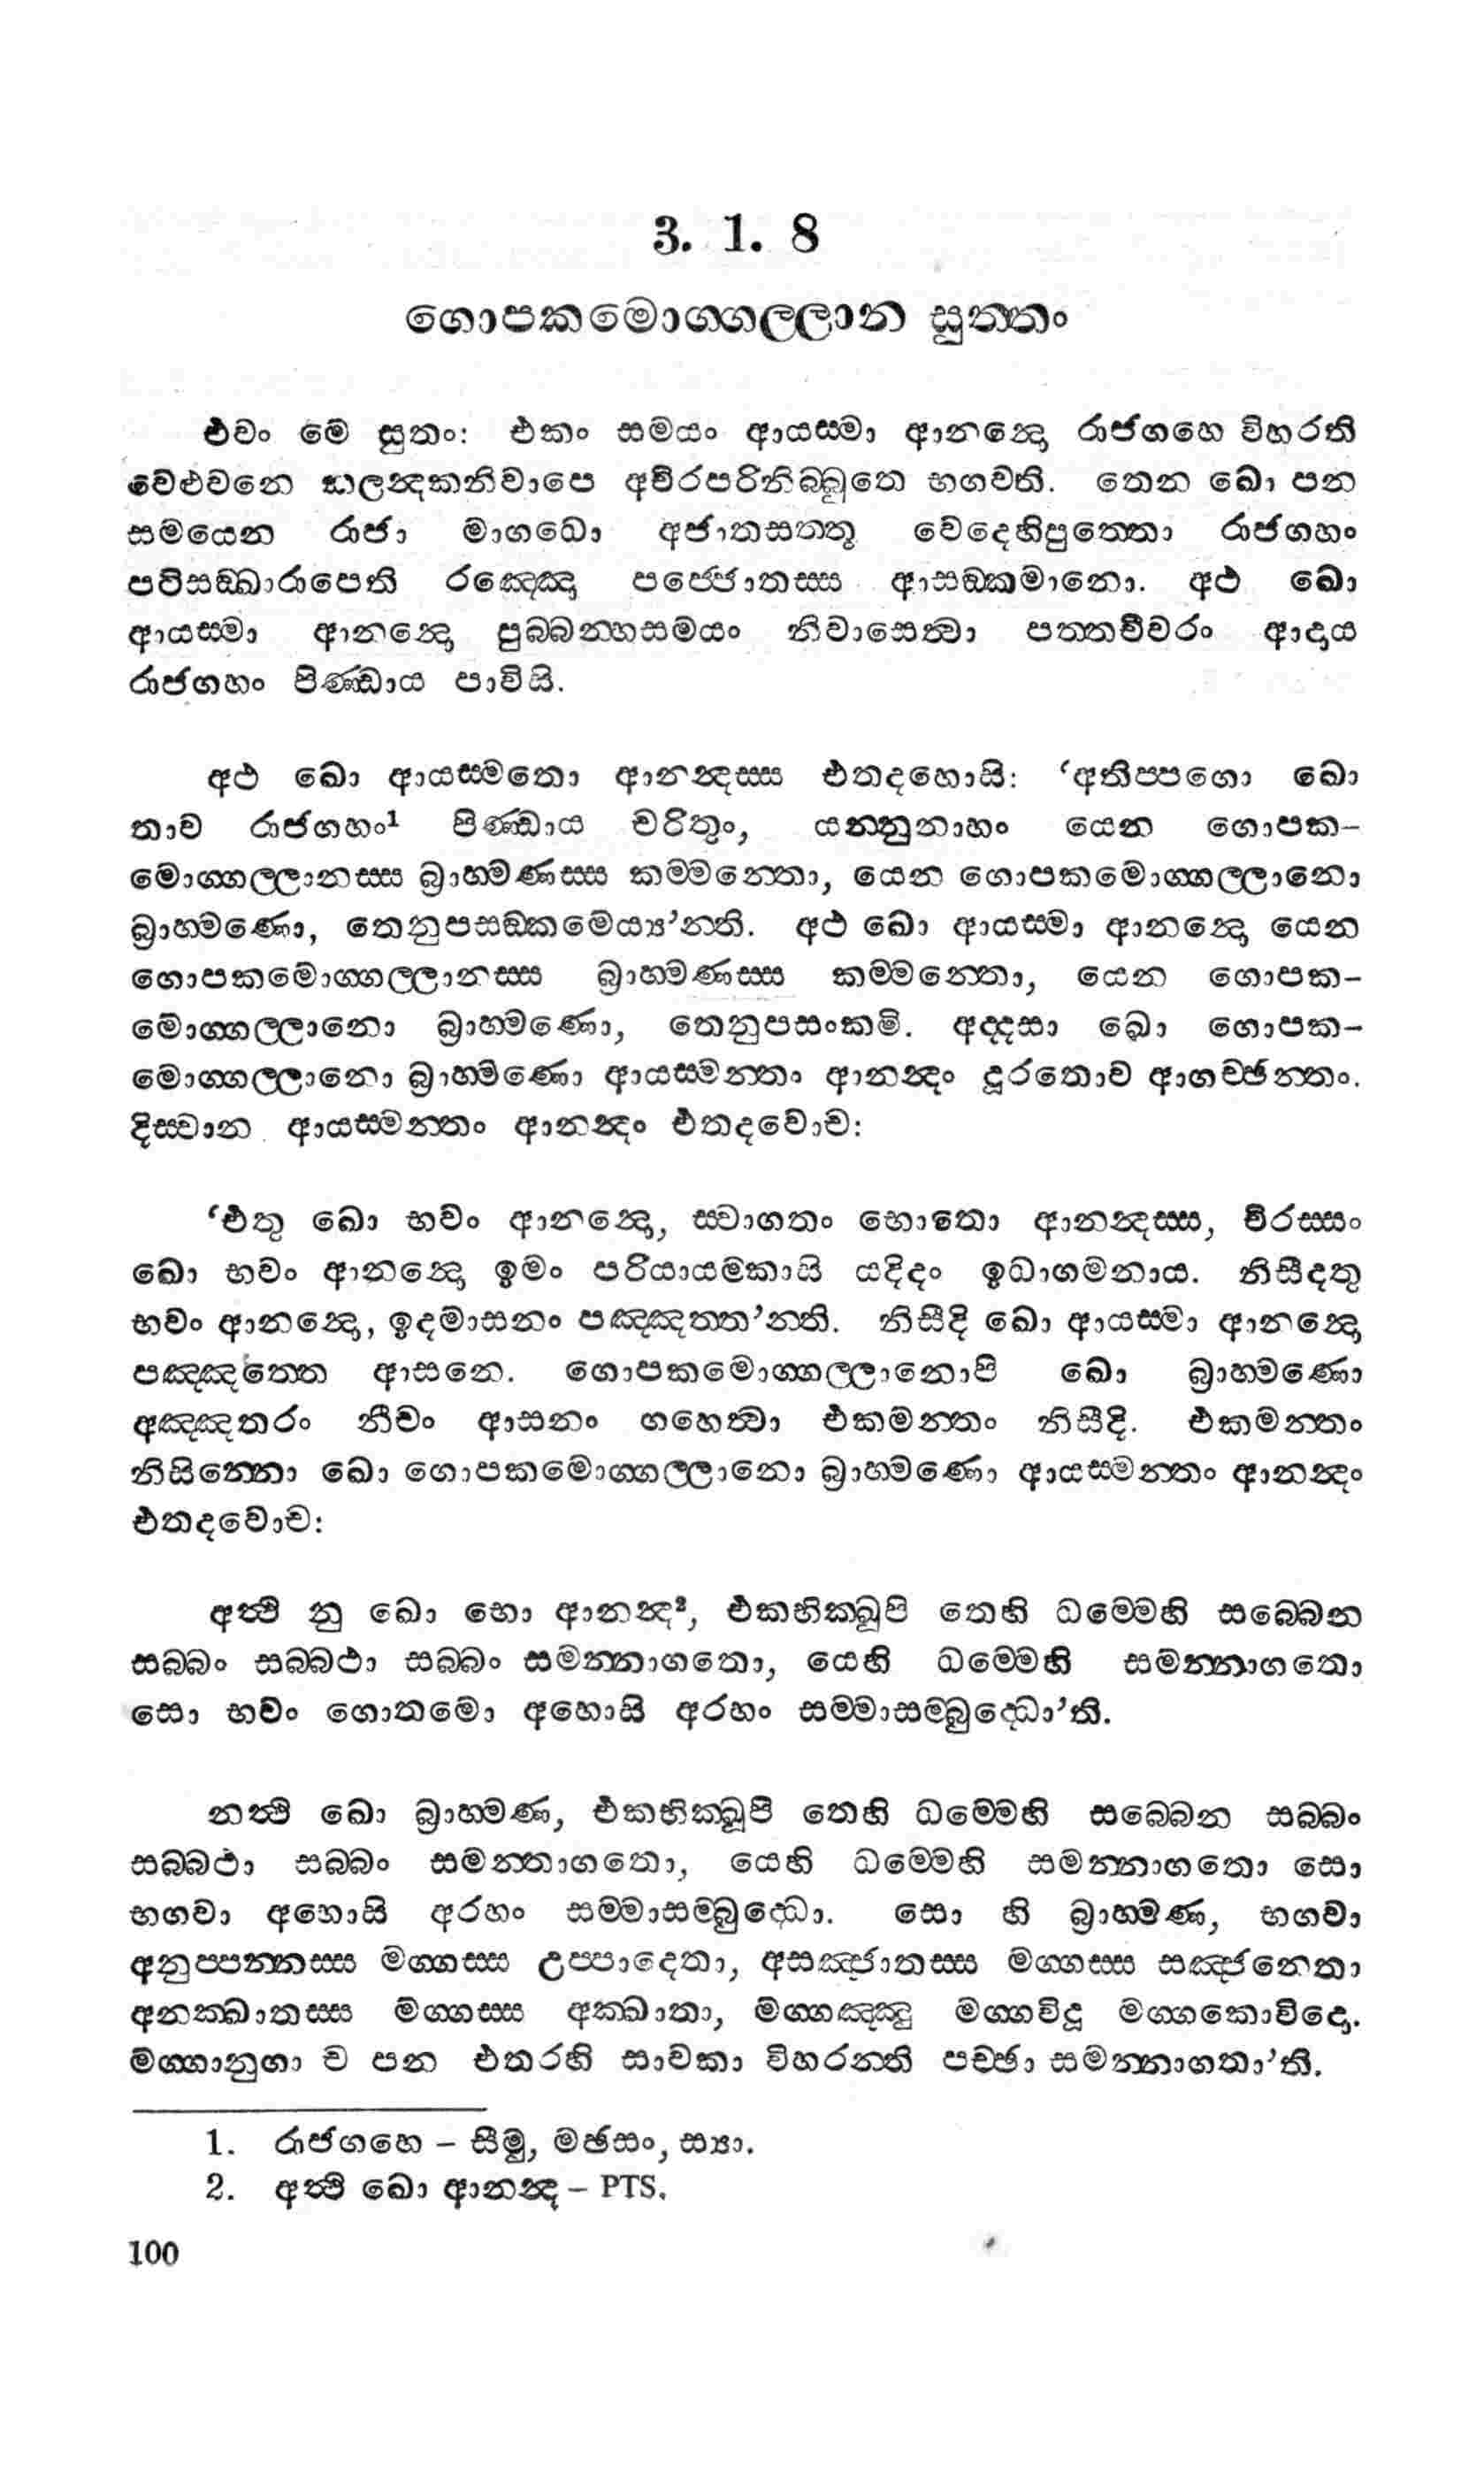 3. 1. 8
ගොපකමොග්ගල්ලාන සුත්තං
එවං මෙ සුතං: එකං සමයං ආයස්මා ආනන්දො රාජගහෙ විහරති
වෙළුවනෙ කලන්දකනිවාපෙ අචිරපරිනිබ්බුතෙ භගවති. තෙන ඛො පන
සමයෙන රාජා මාගධො අජාතසත්තු වෙදෙහිපුත්තො රාජගහං
පටිසඞ්ඛාරාපෙති රඤ්ඤො පජ්ජොතස්ස ආසඞ්කමානො. අථ ඛො
ආයස්මා ආනන්දො පුබ්බන්හසමයං නිවාසෙත්වා පත්තචීවරං ආදාය
රාජගහං පිණ්ඩාය පාවිසි.
අථ ඛො ආයස්මතො ආනන්දස්ස එතදහොසි: ‘අතිප්පගො ඛො
තාව රාජගහං¹ පිණ්ඩාය චරිතුං, යන්නුනාහං යෙන ගොපක-
මොග්ගල්ලානස්ස බ්‍රාහ්මණස්ස කම්මන්තො, යෙන ගොපකමොග්ගල්ලානො
බ්‍රාහ්මණො, තෙනුපසඞ්කමෙය්‍ය’න්ති. අථ ඛො ආයස්මා ආනන්දො යෙන
ගොපකමොග්ගල්ලානස්ස බ්‍රාහ්මණස්ස කම්මන්තො, යෙන ගොපක-
මොග්ගල්ලානො බ්‍රාහ්මණො, තෙනුපසංකමි. අද්දසා ඛො ගොපක-
මොග්ගල්ලානො බ්‍රාහ්මණො ආයස්මන්තං ආනන්දං දූරතොව ආගච්ඡන්තං.
දිස්වාන ආයස්මන්තං ආනන්දං එතදවොච:
‘එතු ඛො භවං ආනන්දො, ස්වාගතං භොතො ආනන්දස්ස, චිරස්සං
ඛො භවං ආනන්දො ඉමං පරියායමකාසි යදිදං ඉධාගමනාය. නිසීදතු
භවං ආනන්දො, ඉදමාසනං පඤ්ඤත්ත’න්ති. නිසීදි ඛො ආයස්මා ආනන්දො
පඤ්ඤත්තෙ ආසනෙ. ගොපකමොග්ගල්ලානොපි ඛො බ්‍රාහ්මණො
අඤ්ඤතරං නීචං ආසනං ගහෙත්වා එකමන්තං නිසීදි. එකමන්තං
නිසින්නො ඛො ගොපකමොග්ගල්ලානො බ්‍රාහ්මණො ආයස්මන්තං ආනන්දං
එතදවොච:
අත්ථි නු ඛො භො ආනන්ද², එකභික්ඛූපි තෙහි ධම්මෙහි සබ්බෙන
සබ්බං සබ්බථා සබ්බං සමන්නාගතො, යෙහි ධම්මෙහි සමන්නාගතො
සො භවං ගොතමො අහොසි අරහං සම්මාසම්බුද්ධො’ති.
නත්ථි ඛො බ්‍රාහ්මණ, එකභික්ඛූපි තෙහි ධම්මෙහි සබ්බෙන සබ්බං
සබ්බථා සබ්බං සමන්නාගතො, යෙහි ධම්මෙහි සමන්නාගතො සො
භගවා අහොසි අරහං සම්මාසම්බුද්ධො. සො හි බ්‍රාහ්මණ, භගවා
අනුප්පන්නස්ස මග්ගස්ස උප්පාදෙතා, අසඤ්ජාතස්ස මග්ගස්ස සඤ්ජනෙතා
අනක්ඛාතස්ස මග්ගස්ස අක්ඛාතා, මග්ගඤ්ඤු මග්ගවිදූ මග්ගකොවිදො.
මග්ගානුගා ච පන එතරහි සාවකා විහරන්ති පච්ඡා සමන්නාගතා’ති.
1. රාජගහෙ – සීමු, මඡසං, ස්‍යා.
2. අත්ථි ඛො ආනන්ද – PTS.
100